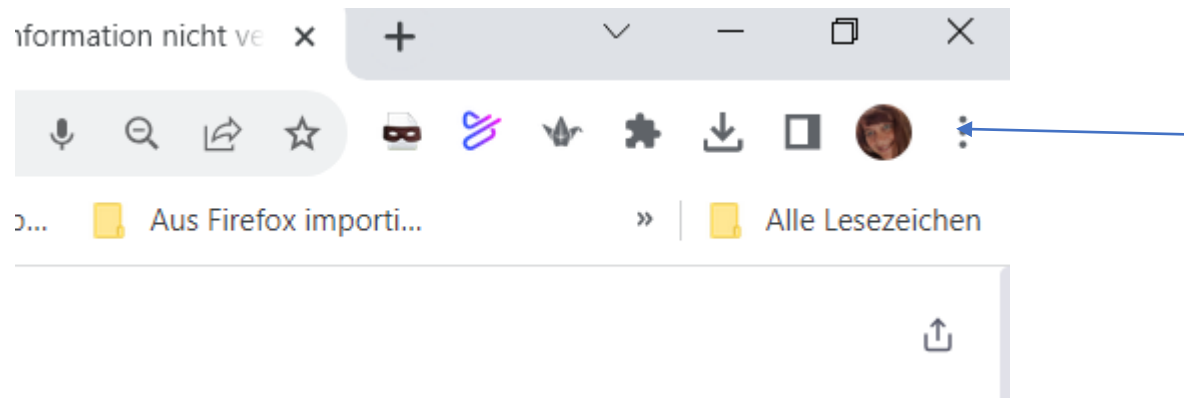 nformation nicht ve
Aus Firefox importi... » Alle Lesezeichen